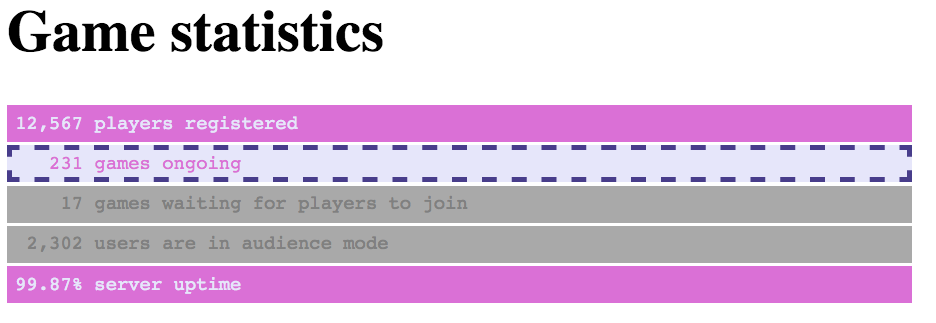 Game statistics
12,567 players registered
231 games ongoing
17 games waiting for players to join
2,302 users are in audience mode
99.87% server uptime